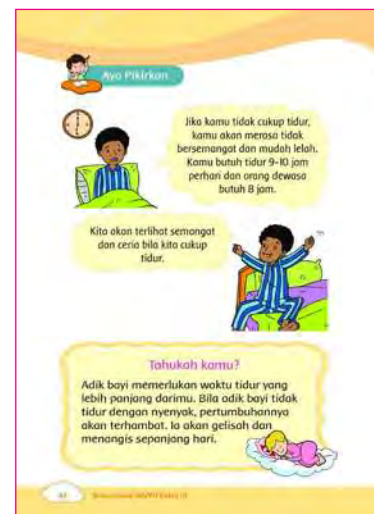 Ayo Pikirkan
Jika kamu tidak cukup tidur,
kamu akan merasa tidak
bersemangat dan mudah lelah.
Kamu butuh tidur 9-10 jam
perhari dan orang dewasa
butuh 8 jam.
Kita akan terlihat semangat
dan ceria bila kita cukup
tidur.
Tahukah kamu?
Adik bayi memerlukan waktu tidur yang
lebih panjang darimu. Bila adik bayi tidak
tidur dengan nyenyak, pertumbuhannya
akan terhambat. Ia akan gelisah dan
menangis sepanjang hari.